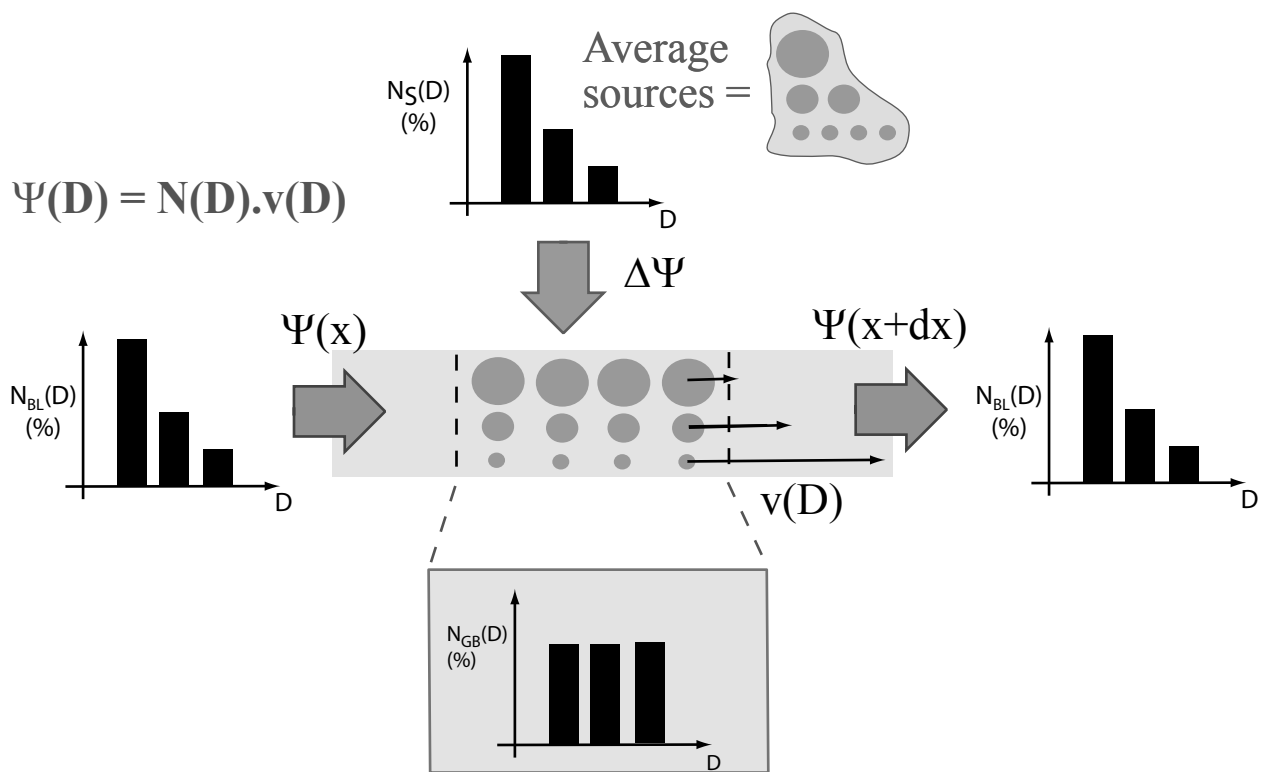 Average
sources =
N_S(D)
(%)
D
Ψ(D) = N(D).v(D)
ΔΨ
Ψ(x)
Ψ(x+dx)
N_BL(D)
(%)
D
N_BL(D)
(%)
D
v(D)
N_GB(D)
(%)
D